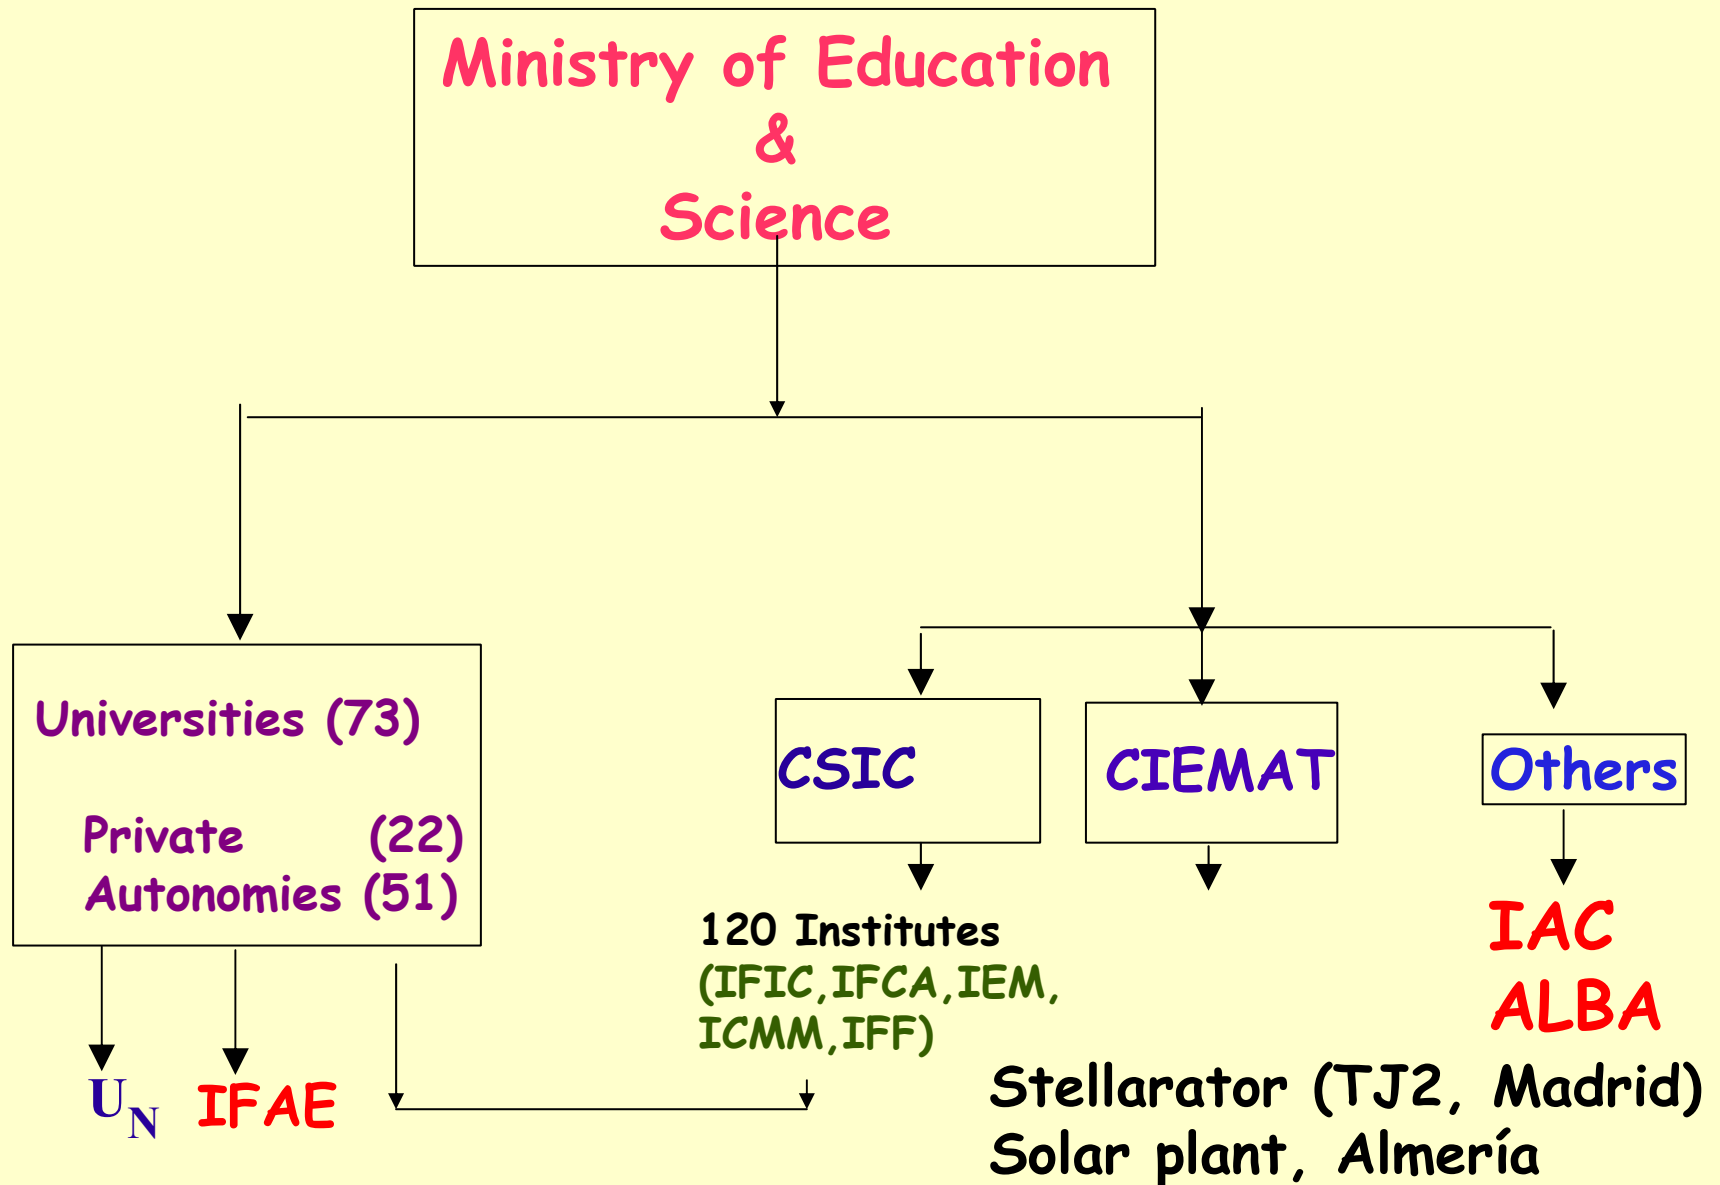 Ministry of Education
&
Science
Universities (73)
Private (22)
Autonomies (51)
CSIC
CIEMAT
Others
120 Institutes
(IFIC,IFCA,IEM,
ICMM,IFF)
IAC
ALBA
UN
IFAE
Stellarator (TJ2, Madrid)
Solar plant, Almería